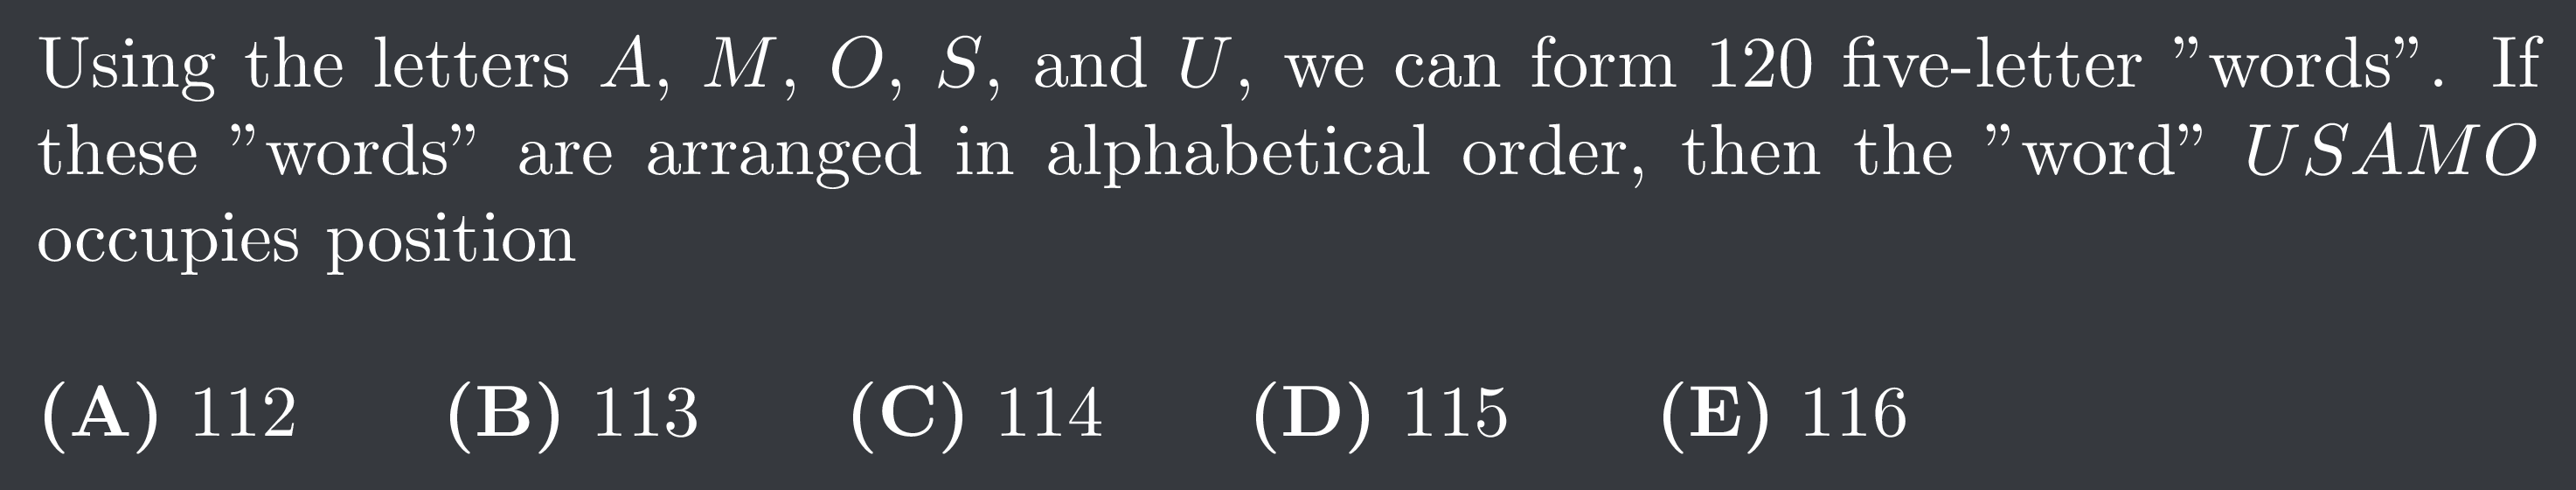 Using the letters A, M, O, S, and U, we can form 120 five-letter ”words”. If
these ”words” are arranged in alphabetical order, then the ”word” USAMO
occupies position
(A) 112 (B) 113 (C) 114 (D) 115 (E) 116